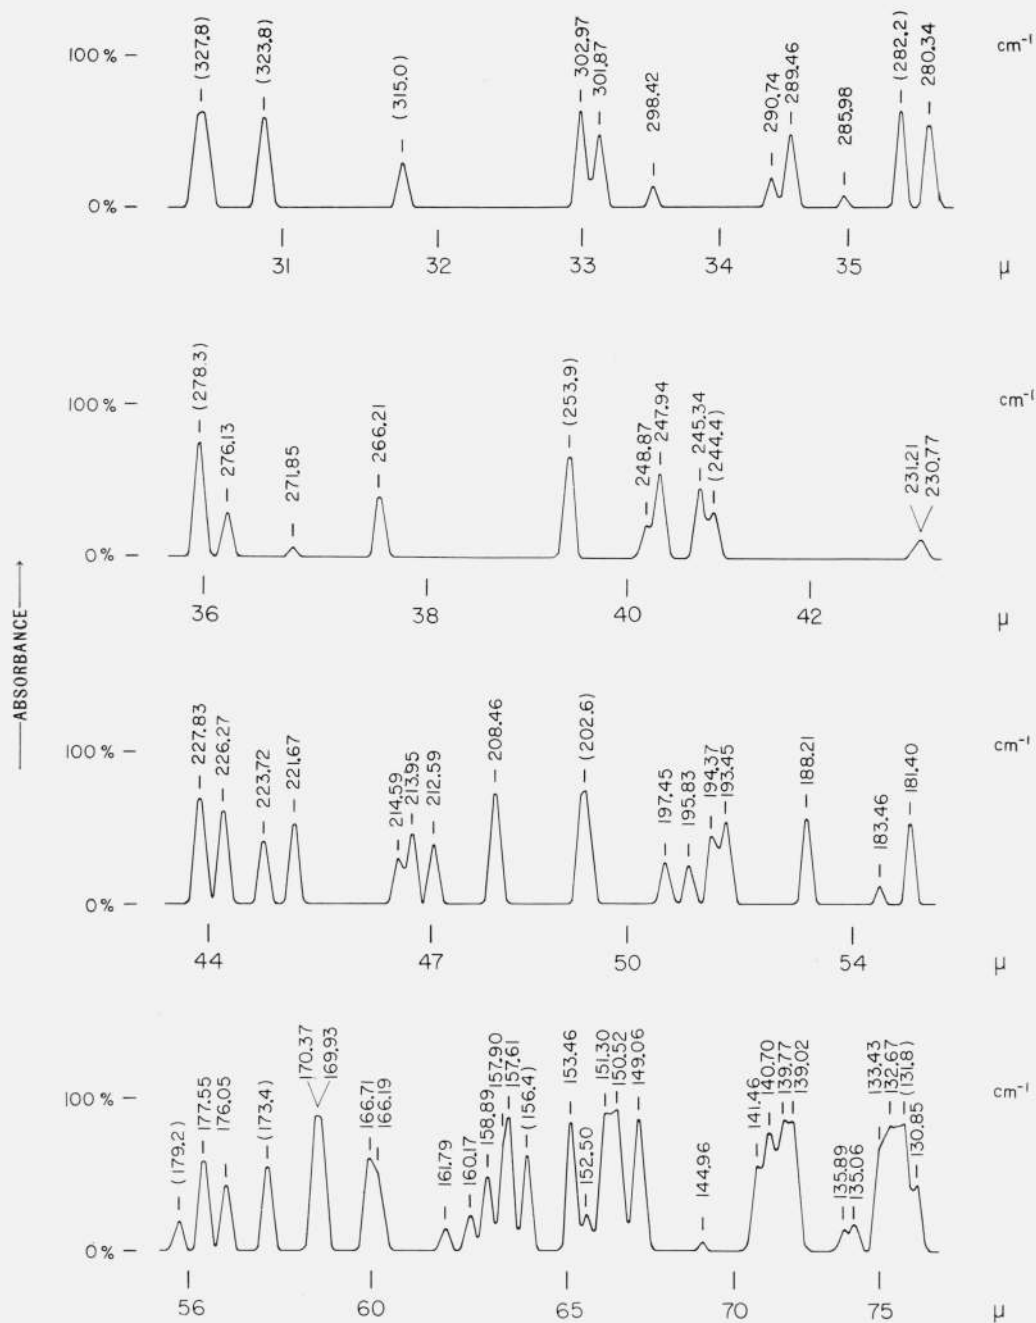 100% (327.8) (323.8) (315.0) 302.97 301.87 298.42 290.74 289.46 285.98 (282.2) 280.34 cm⁻¹
0%
31 32 33 34 35 μ
100% (278.3) 276.13 271.85 266.21 (253.9) 248.87 247.94 245.34 (244.4) 231.21 230.77 cm⁻¹
0%
36 38 40 42 μ
ABSORBANCE
100% 227.83 226.27 223.72 221.67 214.59 213.95 212.59 208.46 (202.6) 197.45 195.83 194.37 193.45 188.21 183.46 181.40 cm⁻¹
0%
44 47 50 54 μ
100% (179.2) 177.55 176.05 (173.4) 170.37 169.93 166.71 166.19 161.79 160.17 158.89 157.90 157.61 (156.4) 153.46 152.50 151.30 150.52 149.06 144.96 141.46 140.70 139.77 139.02 135.89 135.06 133.43 132.67 (131.8) 130.85 cm⁻¹
0%
56 60 65 70 75 μ